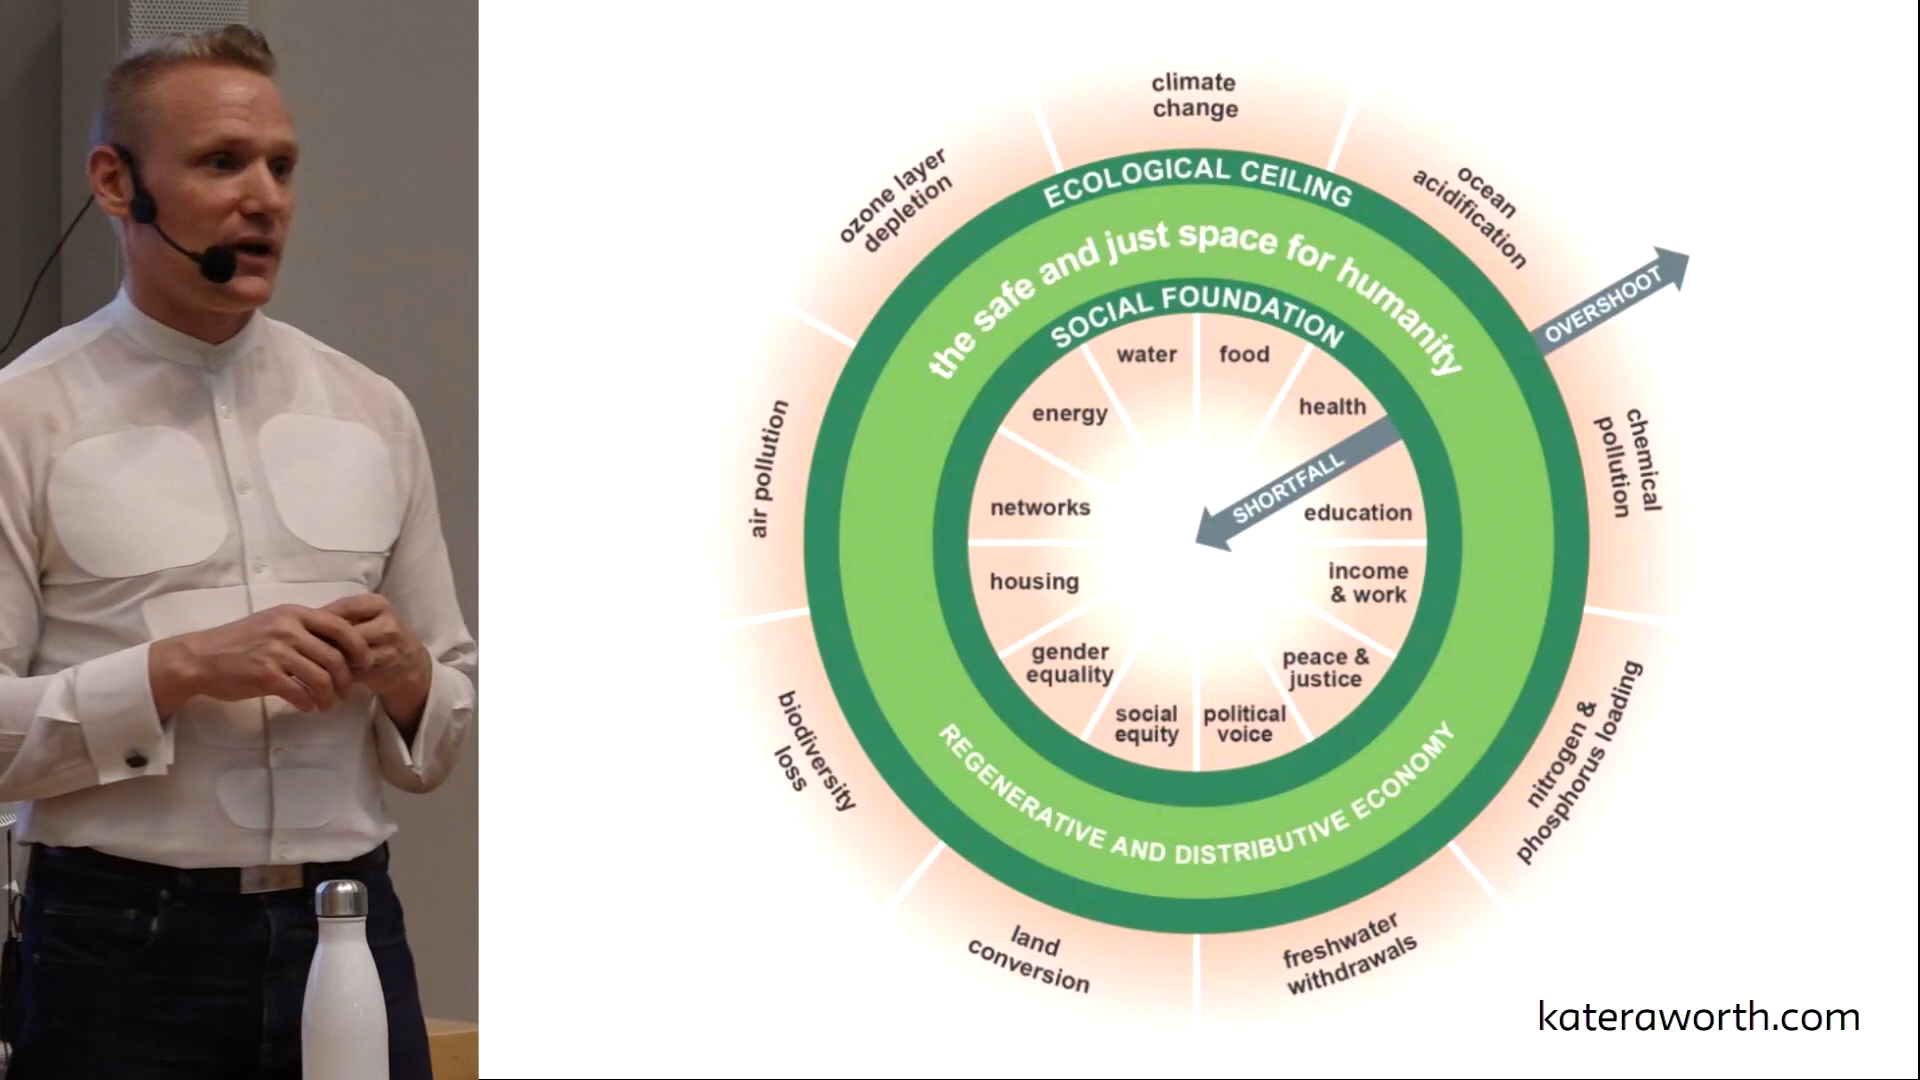 climate
change
ocean
acidification
chemical
pollution
nitrogen &
phosphorus loading
freshwater
withdrawals
land
conversion
biodiversity
loss
air pollution
ozone layer
depletion
ECOLOGICAL CEILING
the safe and just space for humanity
SOCIAL FOUNDATION
OVERSHOOT
SHORTFALL
water
food
health
education
income
& work
peace &
justice
political
voice
social
equity
gender
equality
housing
networks
energy
REGENERATIVE AND DISTRIBUTIVE ECONOMY
kateraworth.com